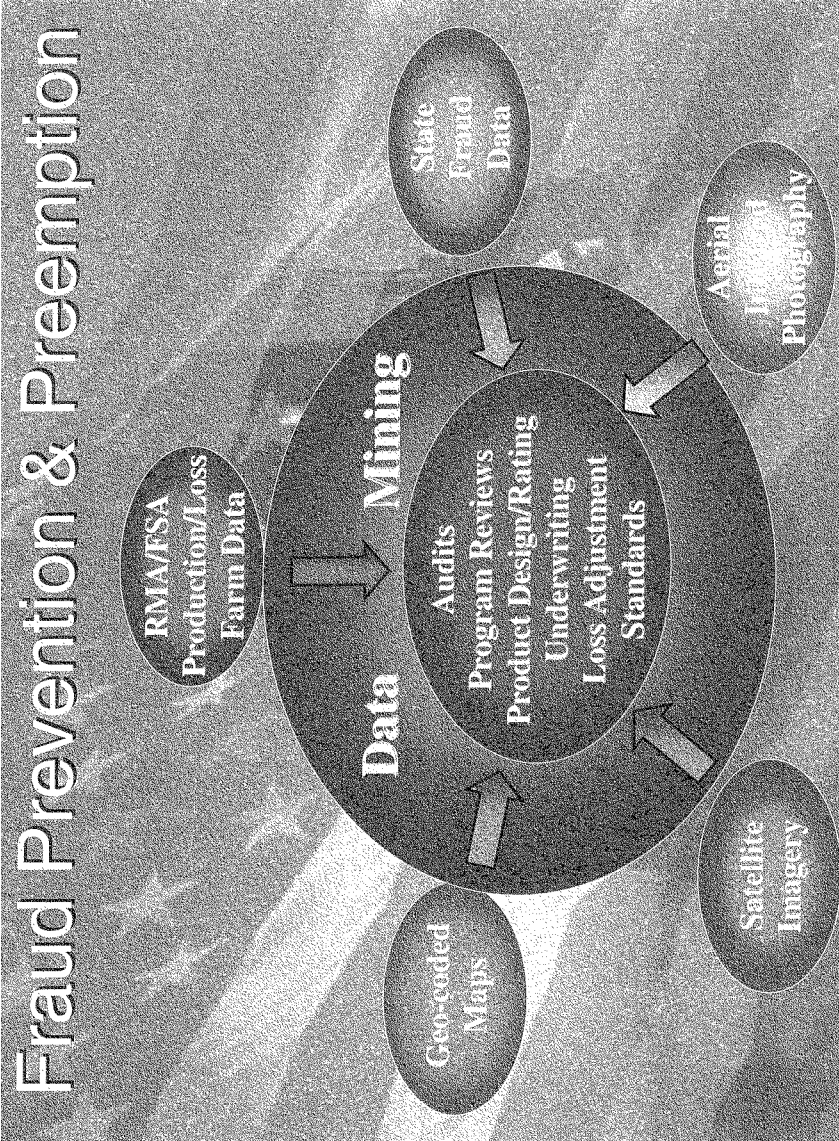 Fraud Prevention & Preemption
RMA/FSA
Production/Loss
Farm Data
Data Mining
Geo-coded
Maps
State
Fraud
Data
Audits
Program Reviews
Product Design/Rating
Underwriting
Loss Adjustment
Standards
Satellite
Imagery
Aerial
Photography